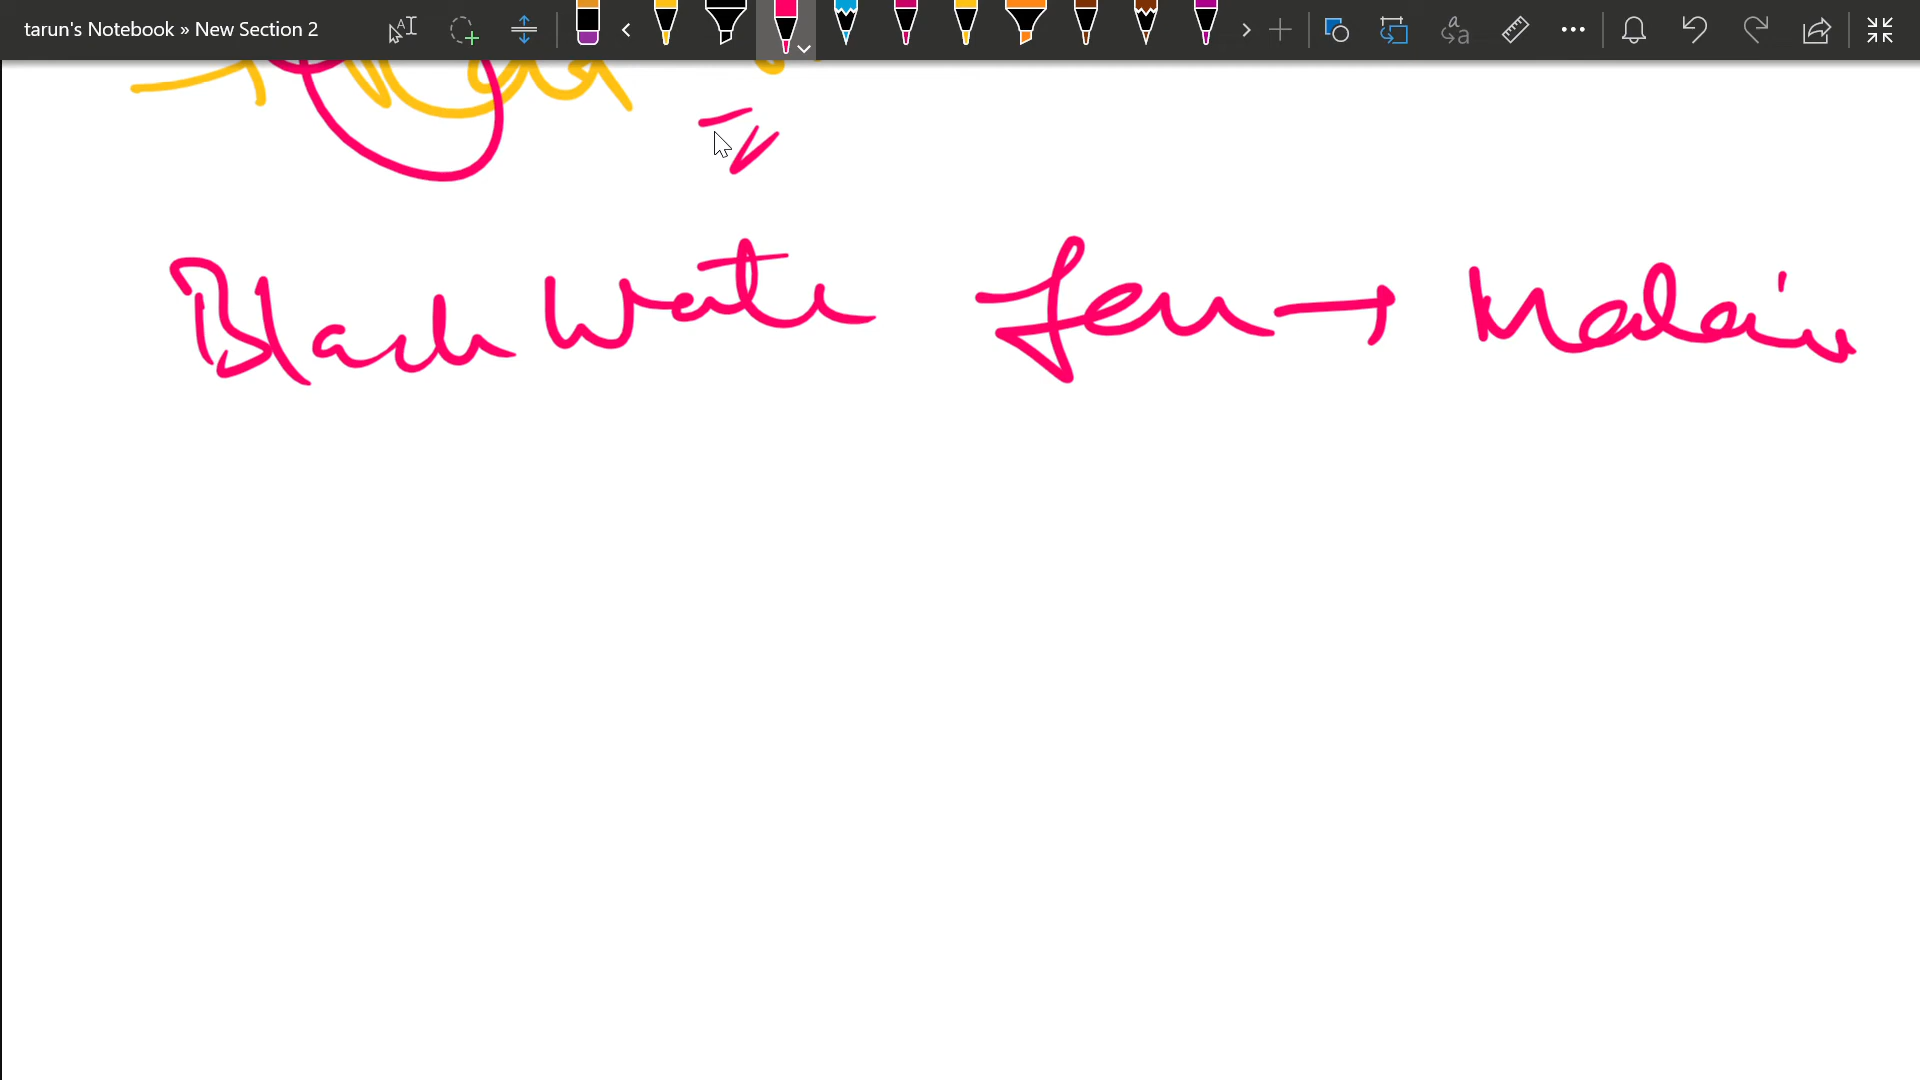 tarun's Notebook » New Section 2
Black Water Fever → Malaria